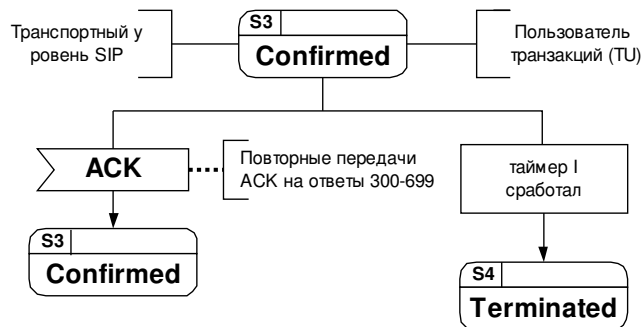 Транспортный у
ровень SIP
S3
Confirmed
Пользователь
транзакций (TU)
ACK
Повторные передачи
ACK на ответы 300-699
таймер I
сработал
S3
Confirmed
S4
Terminated